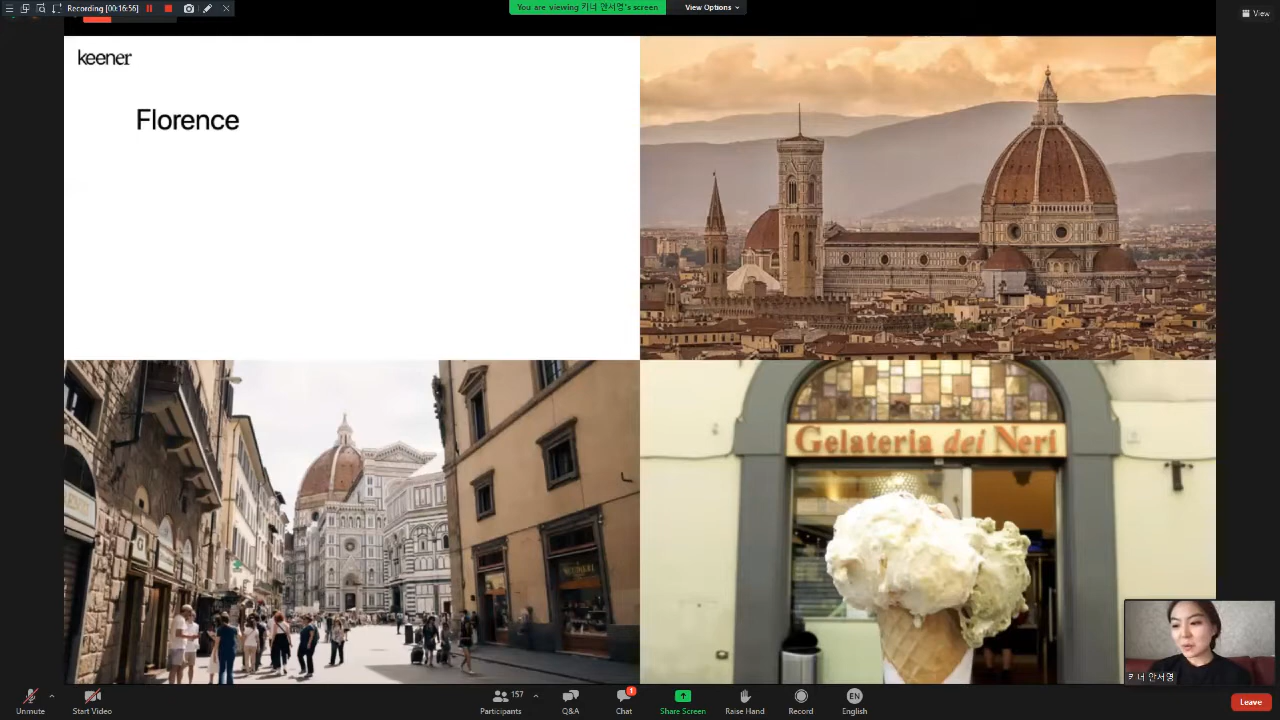 Recording [00:16:56]
You are viewing 키너 안서영's screen
View Options
View
keener
Florence
Gelateria dei Neri
키너 안서영
Unmute
Start Video
157
Participants
Q&A
1
Chat
Share Screen
Raise Hand
Record
EN
English
Leave